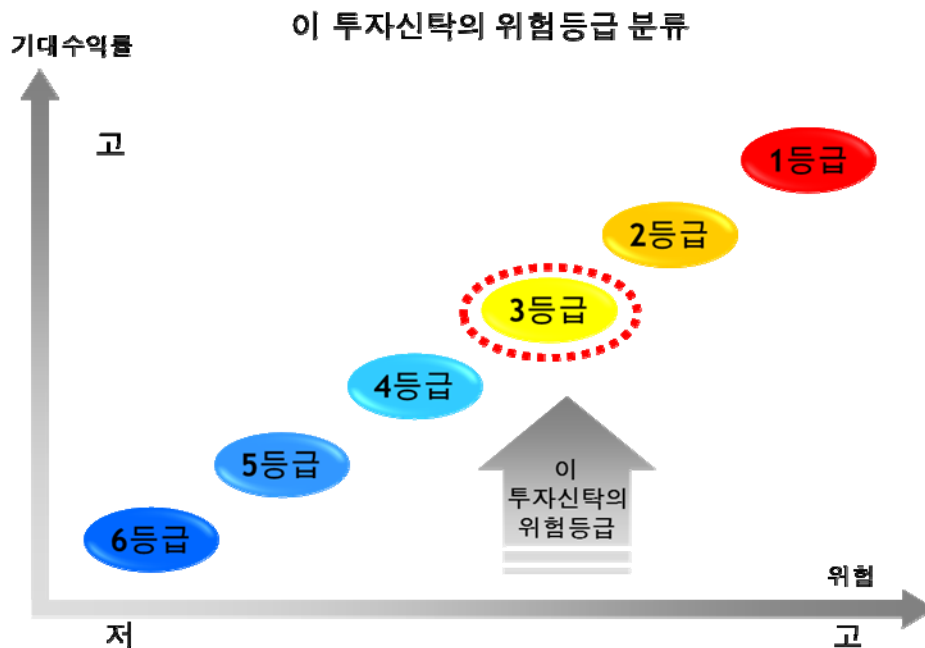 이 투자신탁의 위험등급 분류
기대수익률
고
1등급
2등급
3등급
4등급
5등급
6등급
이
투자신탁의
위험등급
위험
저
고